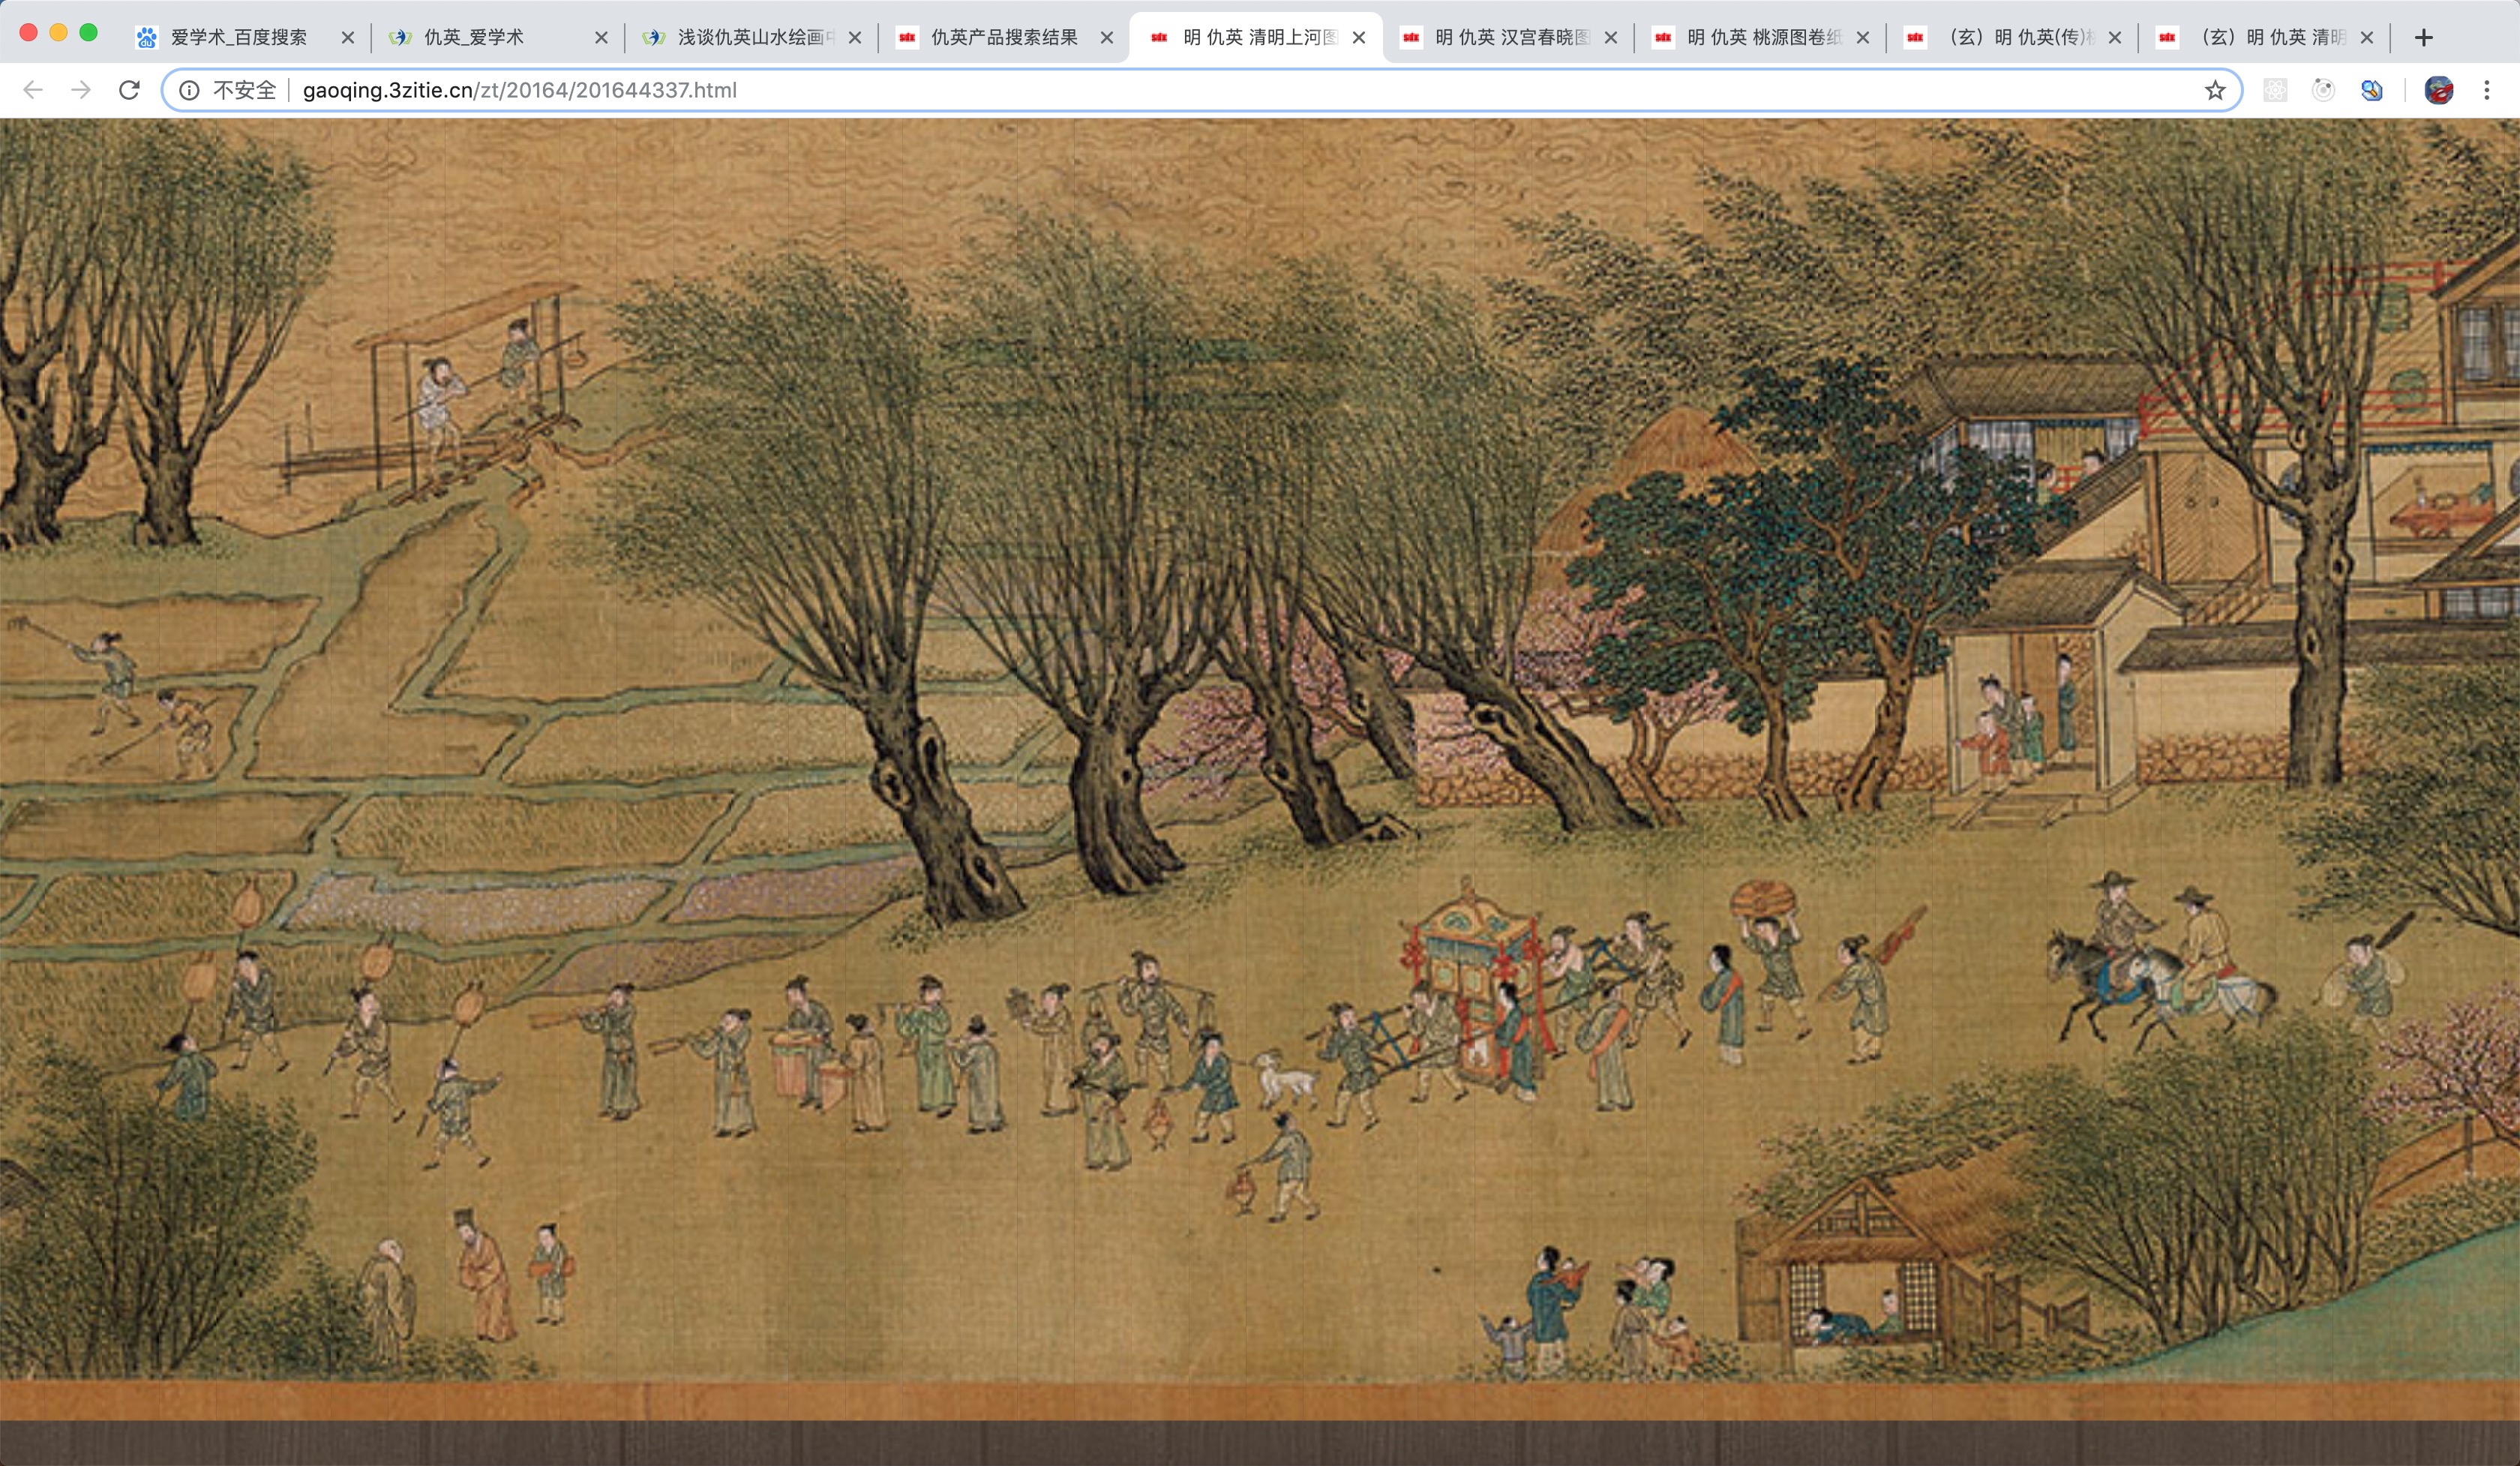 爱学术_百度搜索
仇英_爱学术
浅谈仇英山水绘画中
仇英产品搜索结果
明 仇英 清明上河图
明 仇英 汉宫春晓图
明 仇英 桃源图卷纸
（玄）明 仇英(传)
（玄）明 仇英 清明
不安全
gaoqing.3zitie.cn/zt/20164/201644337.html